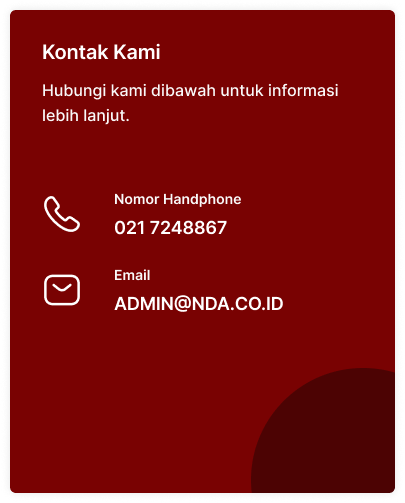 Kontak Kami
Hubungi kami dibawah untuk informasi
lebih lanjut.
Nomor Handphone
021 7248867
Email
ADMIN@NDA.CO.ID